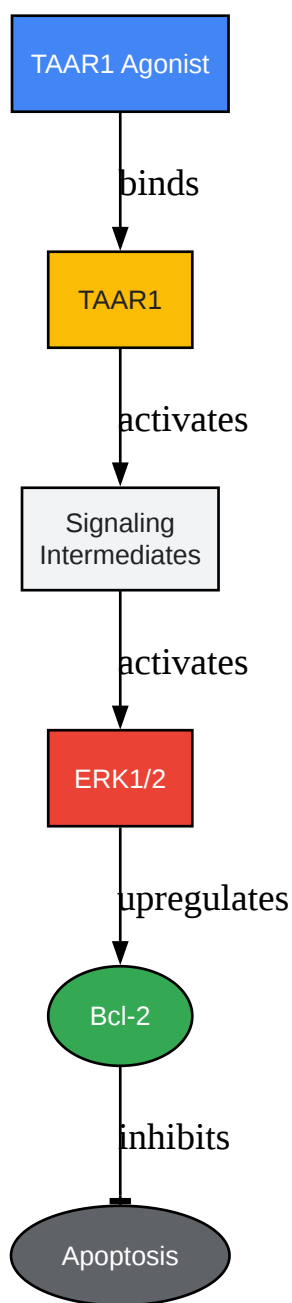 TAAR1 Agonist
binds
TAAR1
activates
Signaling
Intermediates
activates
ERK1/2
upregulates
Bcl-2
inhibits
Apoptosis